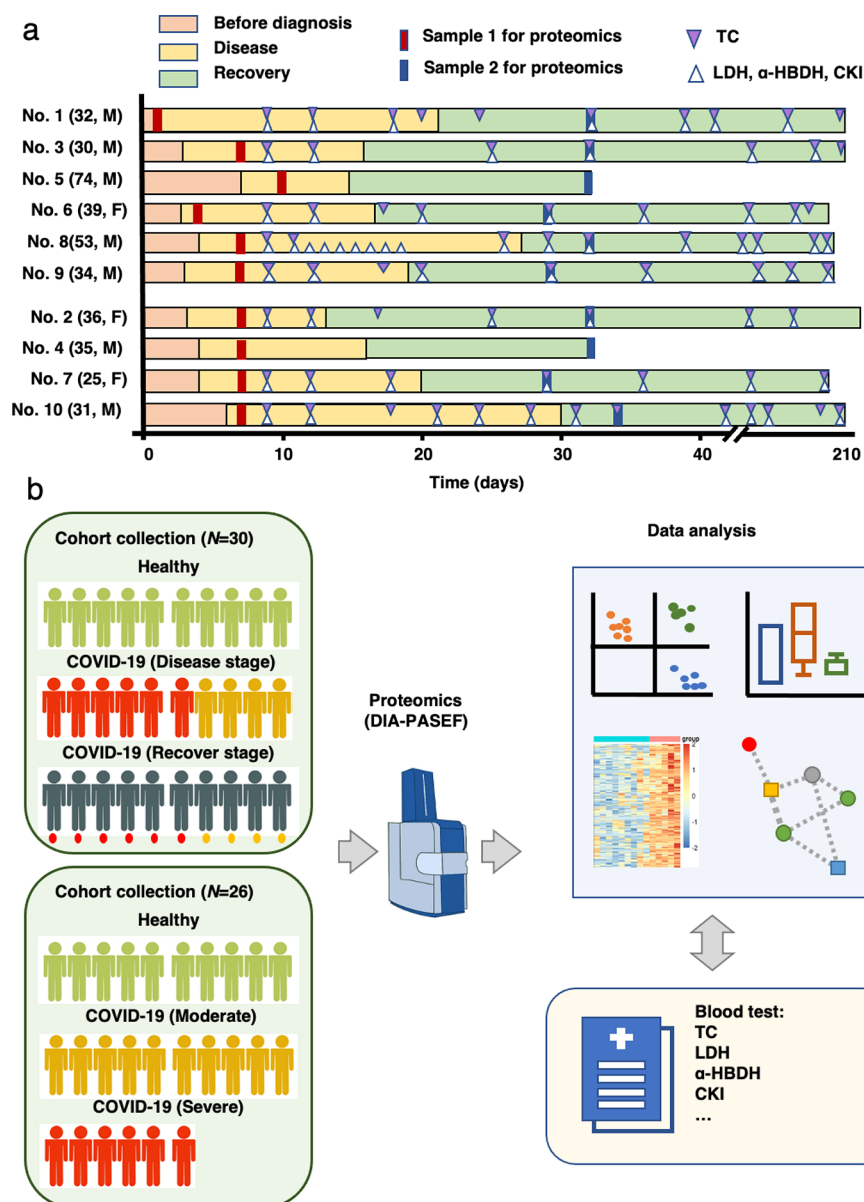 a
Before diagnosis
Disease
Recovery
Sample 1 for proteomics
Sample 2 for proteomics
TC
LDH, α-HBDH, CKI
No. 1 (32, M)
No. 3 (30, M)
No. 5 (74, M)
No. 6 (39, F)
No. 8(53, M)
No. 9 (34, M)
No. 2 (36, F)
No. 4 (35, M)
No. 7 (25, F)
No. 10 (31, M)
0 10 20 30 40 210
Time (days)
b
Cohort collection (N=30)
Healthy
COVID-19 (Disease stage)
COVID-19 (Recover stage)
Cohort collection (N=26)
Healthy
COVID-19 (Moderate)
COVID-19 (Severe)
Proteomics
(DIA-PASEF)
Data analysis
group
2
1
0
-1
-2
Blood test:
TC
LDH
α-HBDH
CKI
...